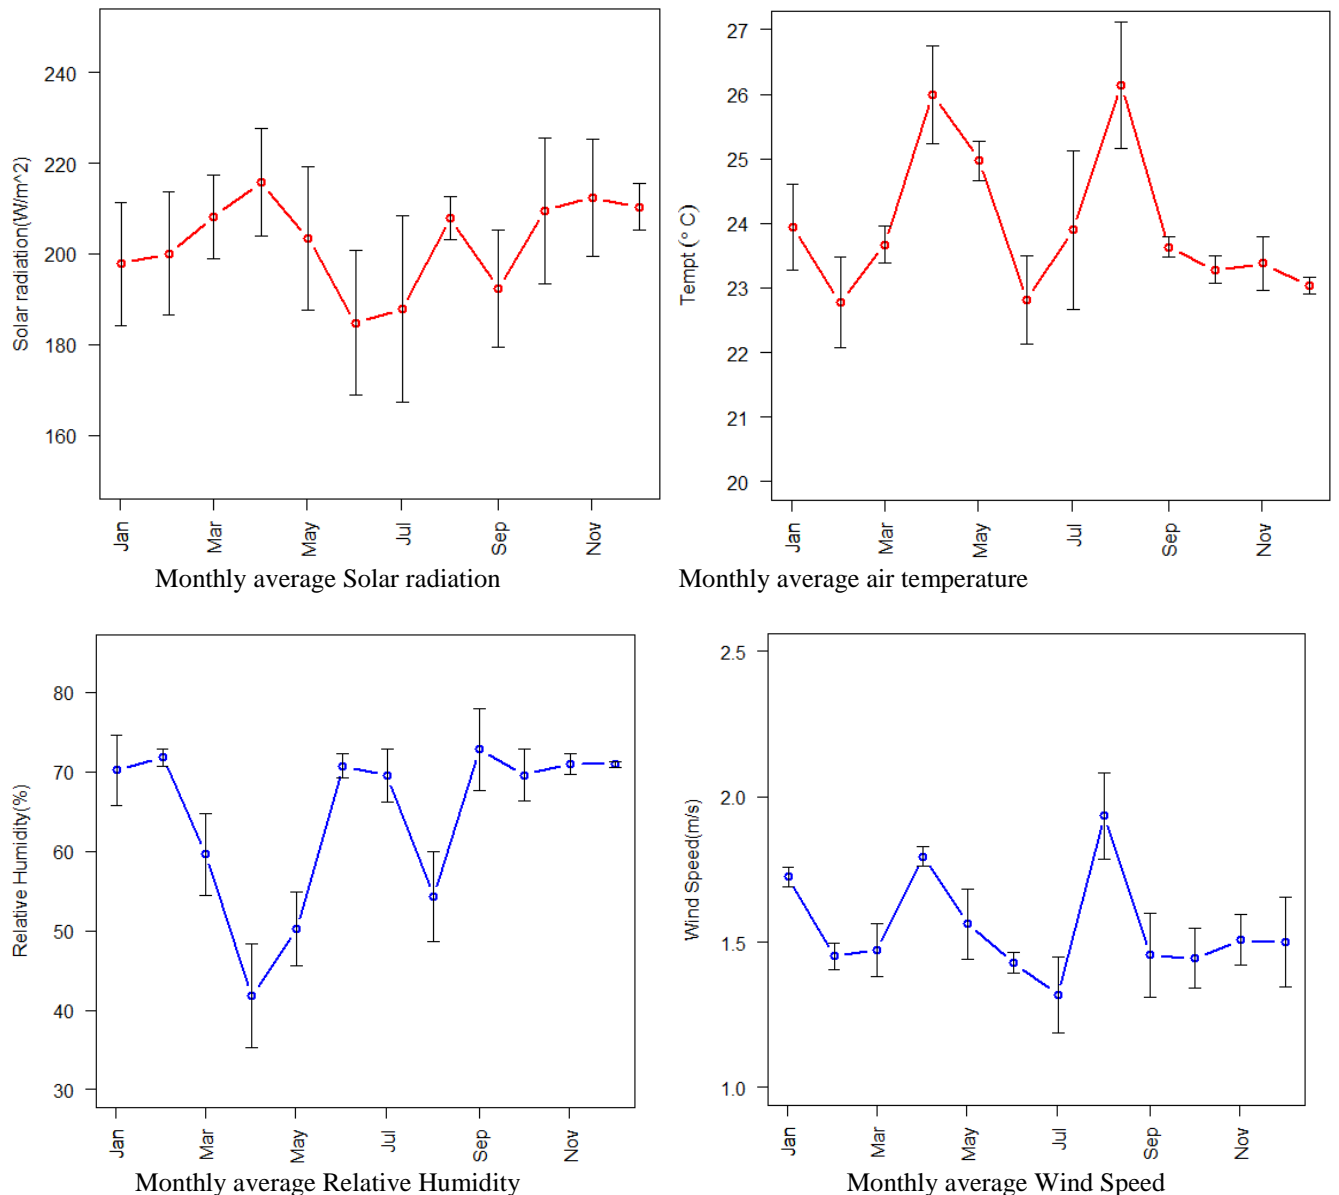 240
220
200
180
160
Solar radiation(W/m^2)
Jan
Mar
May
Jul
Sep
Nov
Monthly average Solar radiation
27
26
25
24
23
22
21
20
Tempt (° C)
Jan
Mar
May
Jul
Sep
Nov
Monthly average air temperature
80
70
60
50
40
30
Relative Humidity(%)
Jan
Mar
May
Jul
Sep
Nov
Monthly average Relative Humidity
2.5
2.0
1.5
1.0
Wind Speed(m/s)
Jan
Mar
May
Jul
Sep
Nov
Monthly average Wind Speed